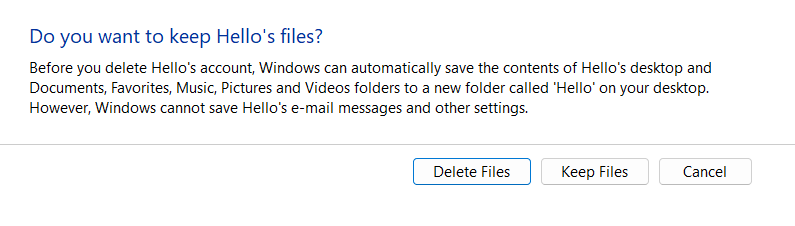 Do you want to keep Hello's files?
Before you delete Hello's account, Windows can automatically save the contents of Hello's desktop and
Documents, Favorites, Music, Pictures and Videos folders to a new folder called 'Hello' on your desktop.
However, Windows cannot save Hello's e-mail messages and other settings.
Delete Files
Keep Files
Cancel